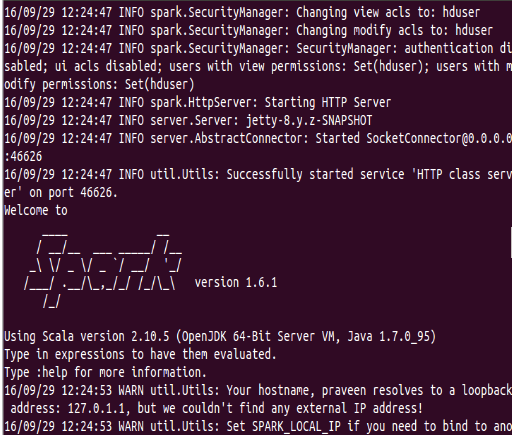 16/09/29 12:24:47 INFO spark.SecurityManager: Changing view acls to: hduser
16/09/29 12:24:47 INFO spark.SecurityManager: Changing modify acls to: hduser
16/09/29 12:24:47 INFO spark.SecurityManager: SecurityManager: authentication di
sabled; ui acls disabled; users with view permissions: Set(hduser); users with m
odify permissions: Set(hduser)
16/09/29 12:24:47 INFO spark.HttpServer: Starting HTTP Server
16/09/29 12:24:47 INFO server.Server: jetty-8.y.z-SNAPSHOT
16/09/29 12:24:47 INFO server.AbstractConnector: Started SocketConnector@0.0.0.0
:46626
16/09/29 12:24:47 INFO util.Utils: Successfully started service 'HTTP class serv
er' on port 46626.
Welcome to
Spark version 1.6.1
Using Scala version 2.10.5 (OpenJDK 64-Bit Server VM, Java 1.7.0_95)
Type in expressions to have them evaluated.
Type :help for more information.
16/09/29 12:24:53 WARN util.Utils: Your hostname, praveen resolves to a loopback
address: 127.0.1.1, but we couldn't find any external IP address!
16/09/29 12:24:53 WARN util.Utils: Set SPARK_LOCAL_IP if you need to bind to ano